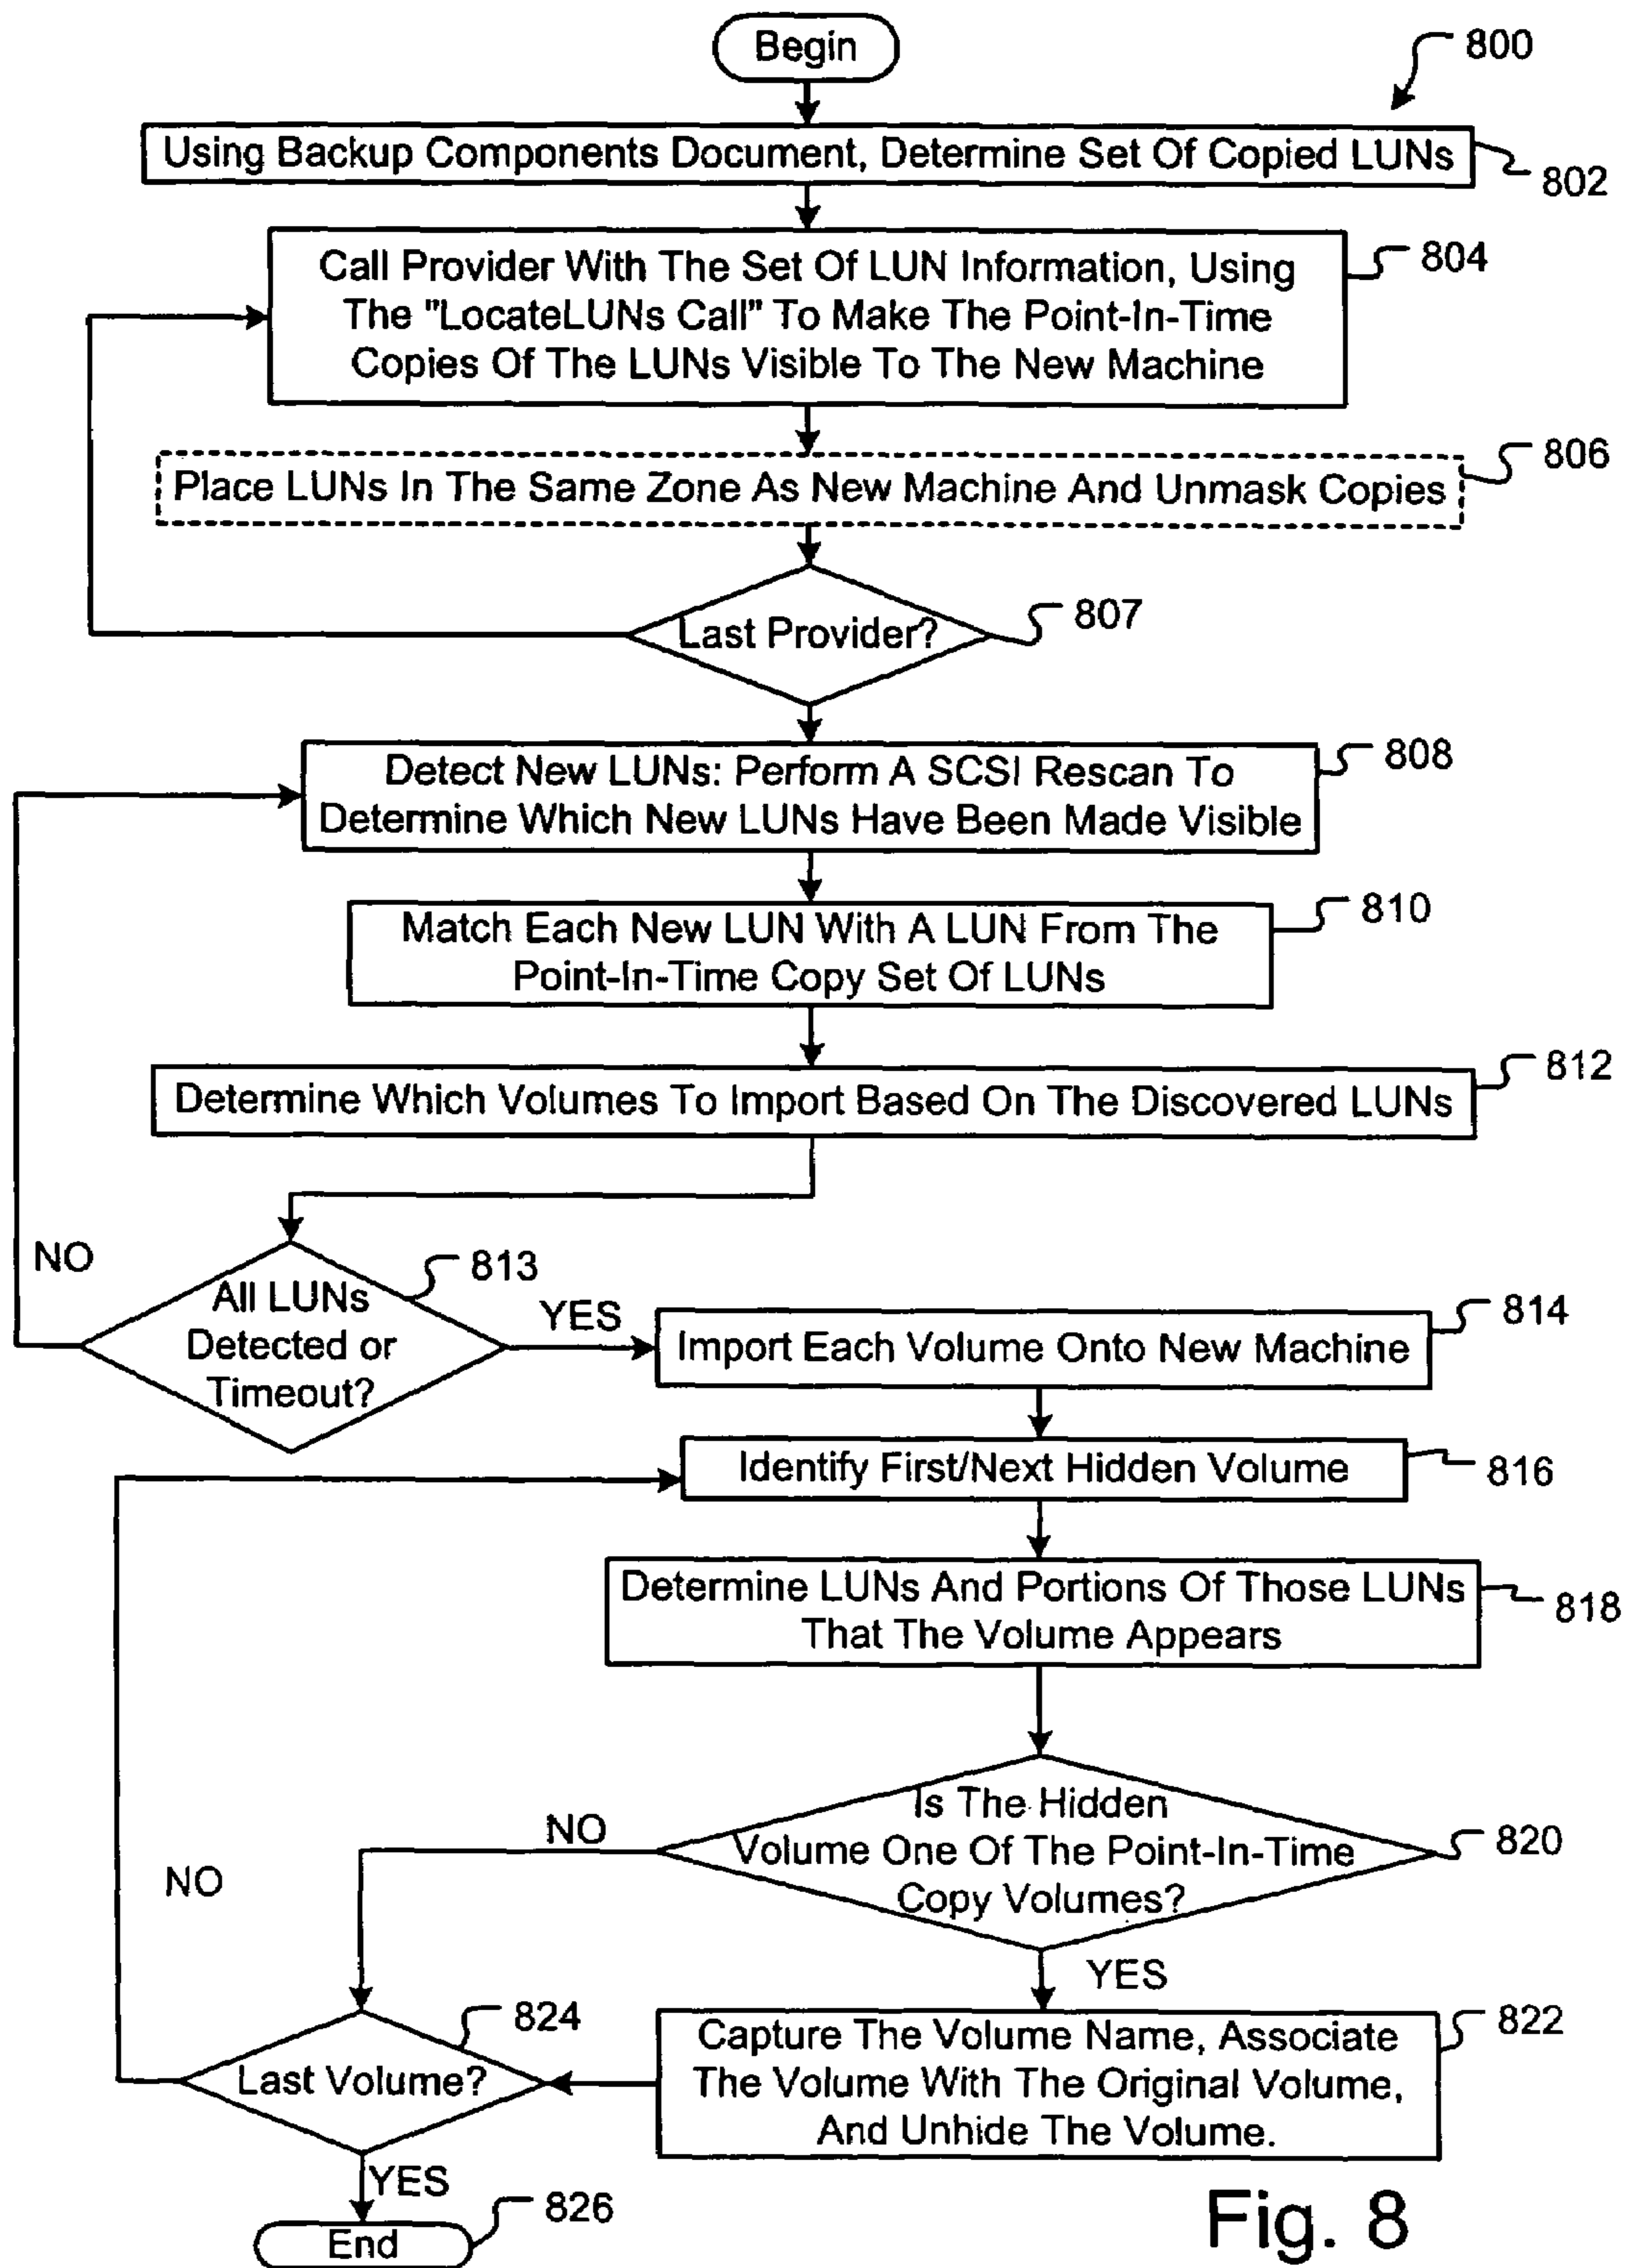 Begin
800
Using Backup Components Document, Determine Set Of Copied LUNs
802
Call Provider With The Set Of LUN Information, Using
The "LocateLUNs Call" To Make The Point-In-Time
Copies Of The LUNs Visible To The New Machine
804
Place LUNs In The Same Zone As New Machine And Unmask Copies
806
Last Provider?
807
Detect New LUNs: Perform A SCSI Rescan To
Determine Which New LUNs Have Been Made Visible
808
Match Each New LUN With A LUN From The
Point-In-Time Copy Set Of LUNs
810
Determine Which Volumes To Import Based On The Discovered LUNs
812
NO
All LUNs
Detected or
Timeout?
813
YES
Import Each Volume Onto New Machine
814
Identify First/Next Hidden Volume
816
Determine LUNs And Portions Of Those LUNs
That The Volume Appears
818
Is The Hidden
Volume One Of The Point-In-Time
Copy Volumes?
820
NO
NO
YES
Capture The Volume Name, Associate
The Volume With The Original Volume,
And Unhide The Volume.
822
Last Volume?
824
YES
End
826
Fig. 8